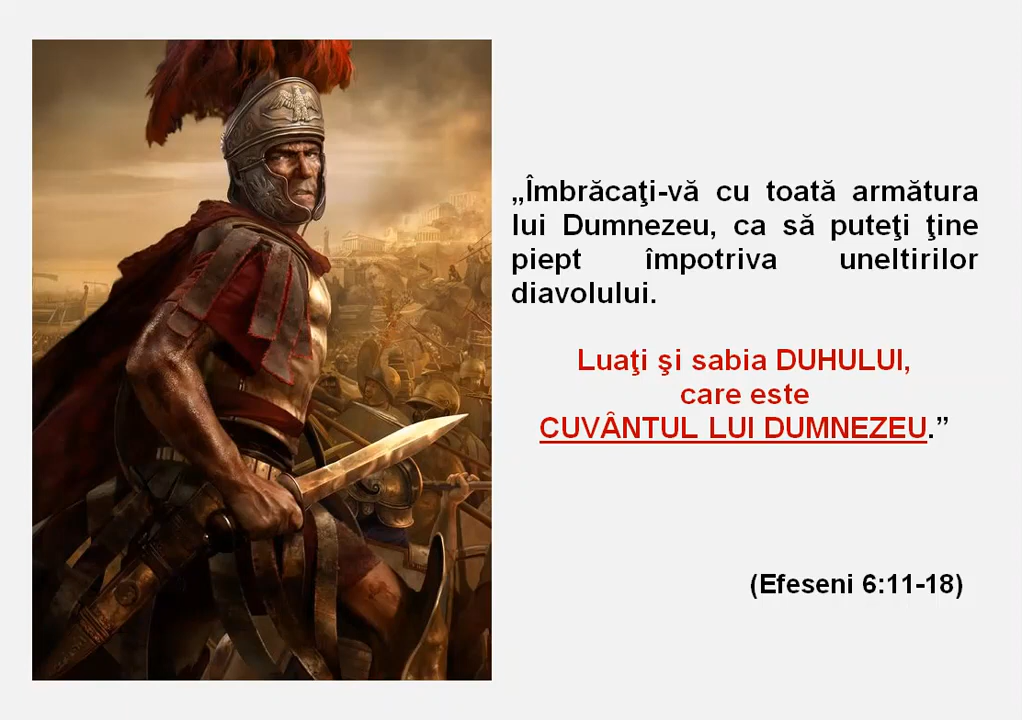 „Îmbrăcaţi-vă cu toată armătura
lui Dumnezeu, ca să puteţi ţine
piept împotriva uneltirilor
diavolului.
Luaţi şi sabia DUHULUI,
care este
CUVÂNTUL LUI DUMNEZEU.”
(Efeseni 6:11-18)